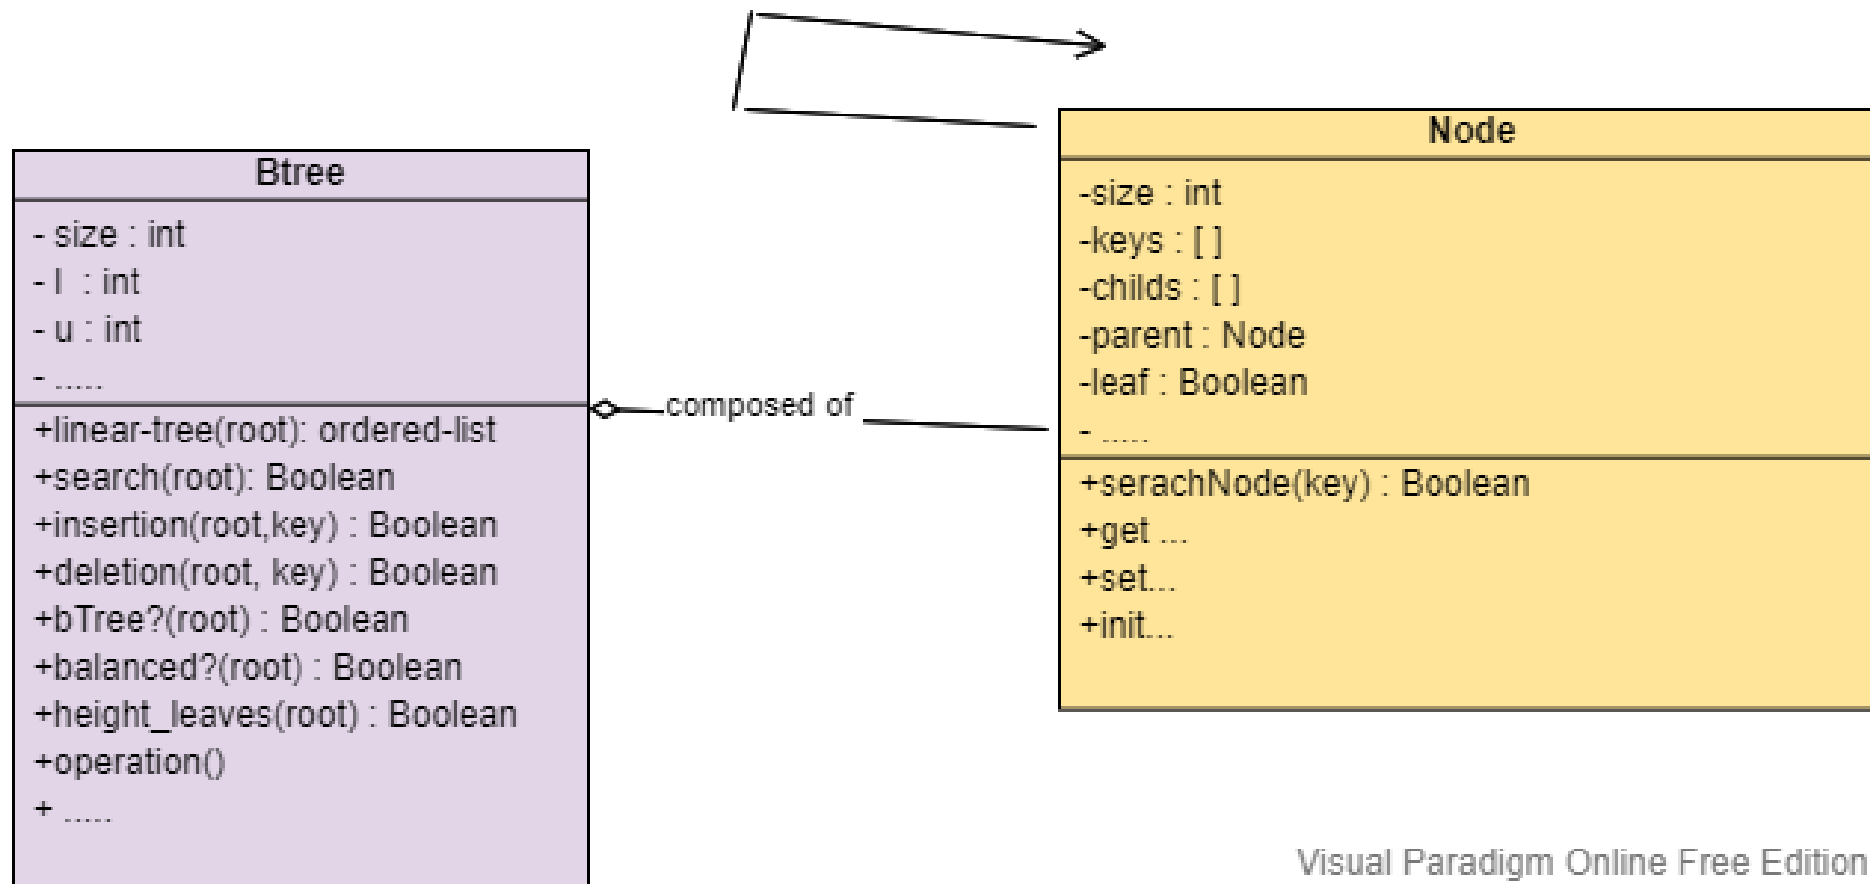 Btree
- size : int
- l : int
- u : int
- .....
+linear-tree(root): ordered-list
+search(root): Boolean
+insertion(root,key) : Boolean
+deletion(root, key) : Boolean
+bTree?(root) : Boolean
+balanced?(root) : Boolean
+height_leaves(root) : Boolean
+operation()
+ .....
composed of
Node
-size : int
-keys : [ ]
-childs : [ ]
-parent : Node
-leaf : Boolean
- .....
+serachNode(key) : Boolean
+get ...
+set...
+init...
Visual Paradigm Online Free Edition